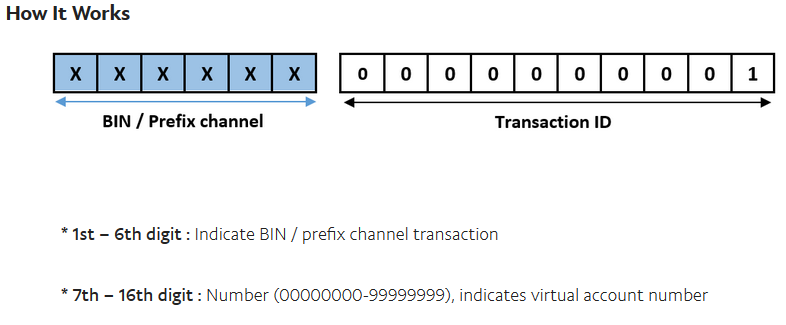 How It Works
X X X X X X 0 0 0 0 0 0 0 0 0 1
BIN / Prefix channel
Transaction ID
* 1st – 6th digit : Indicate BIN / prefix channel transaction
* 7th – 16th digit : Number (00000000-99999999), indicates virtual account number